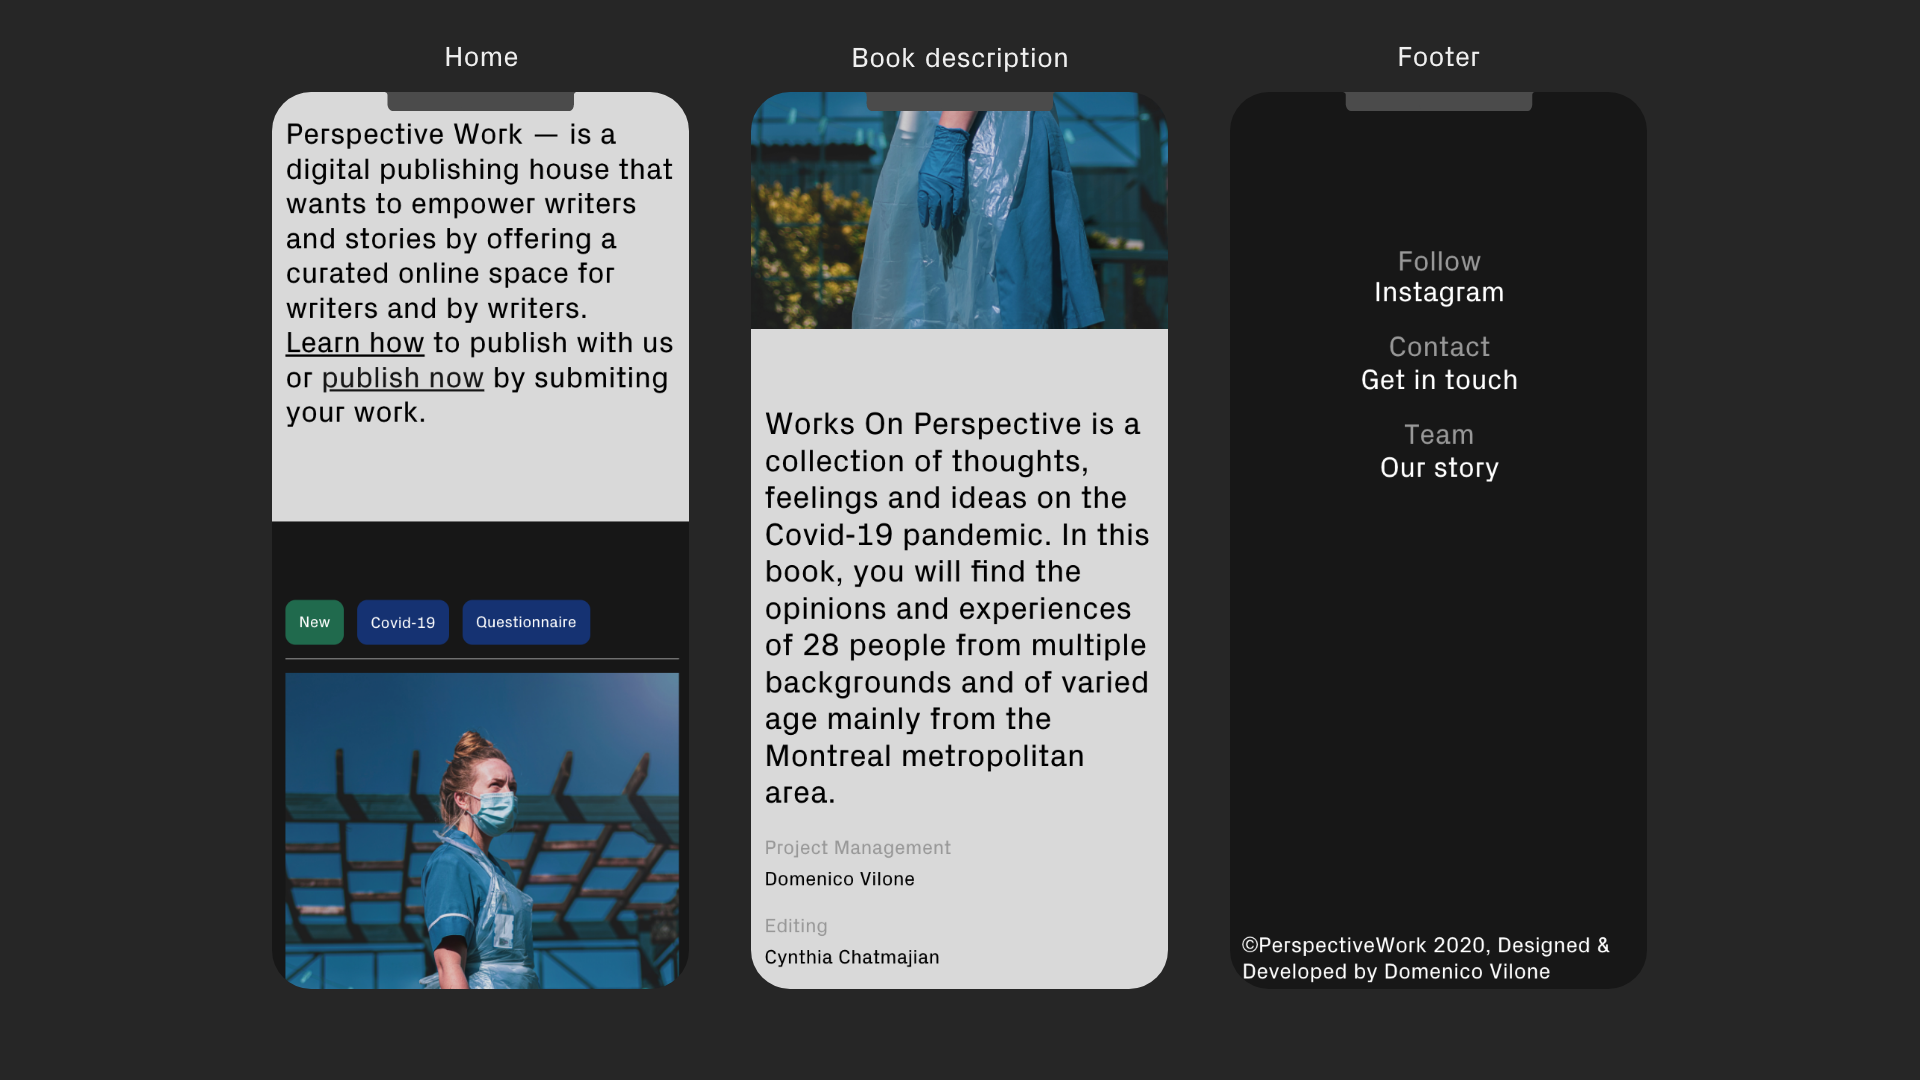 Home
Perspective Work — is a
digital publishing house that
wants to empower writers
and stories by offering a
curated online space for
writers and by writers.
Learn how to publish with us
or publish now by submiting
your work.
New
Covid-19
Questionnaire
Book description
Works On Perspective is a
collection of thoughts,
feelings and ideas on the
Covid-19 pandemic. In this
book, you will find the
opinions and experiences
of 28 people from multiple
backgrounds and of varied
age mainly from the
Montreal metropolitan
area.
Project Management
Domenico Vilone
Editing
Cynthia Chatmajian
Footer
Follow
Instagram
Contact
Get in touch
Team
Our story
©PerspectiveWork 2020, Designed &
Developed by Domenico Vilone